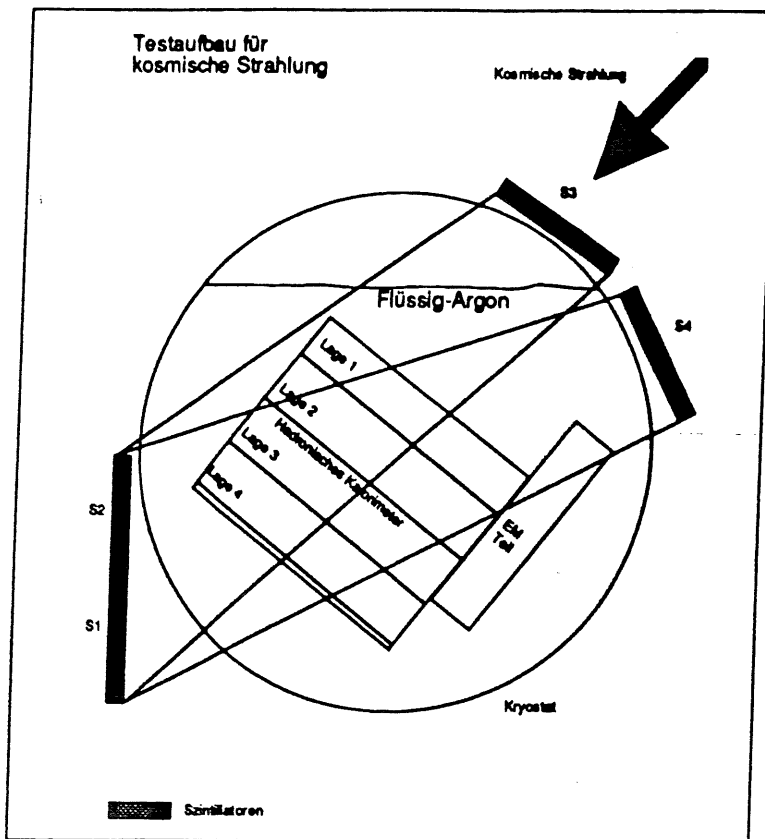 Testaufbau für
kosmische Strahlung
Kosmische Strahlung
S3
Flüssig-Argon
S4
Lage 1
Lage 2
Hadronisches Kalorimeter
Lage 3
Lage 4
S2
EM
Teil
S1
Kryostat
Szintillatoren